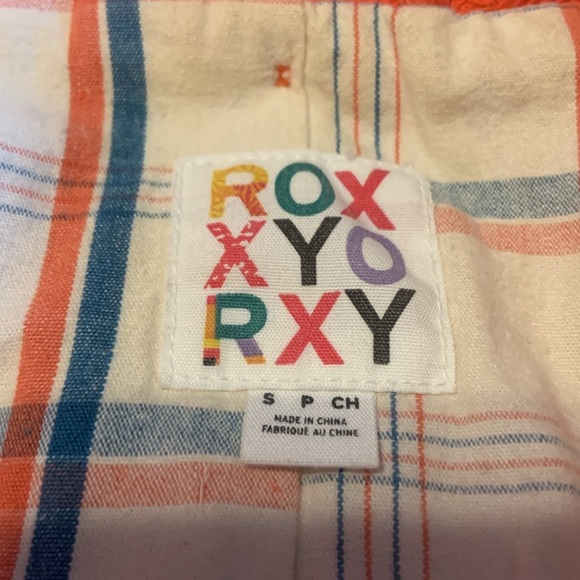 ROX
XYO
RXY
S P CH
MADE IN CHINA
FABRIQUÉ AU CHINE